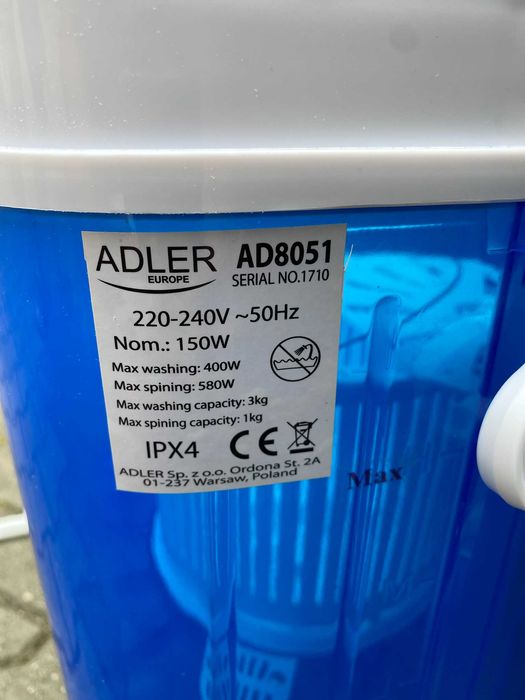 ADLER
EUROPE
AD8051
SERIAL NO.1710
220-240V ~50Hz
Nom.: 150W
Max washing: 400W
Max spining: 580W
Max washing capacity: 3kg
Max spining capacity: 1kg
IPX4 CE
ADLER Sp. z o.o. Ordona St. 2A
01-237 Warsaw, Poland
Max